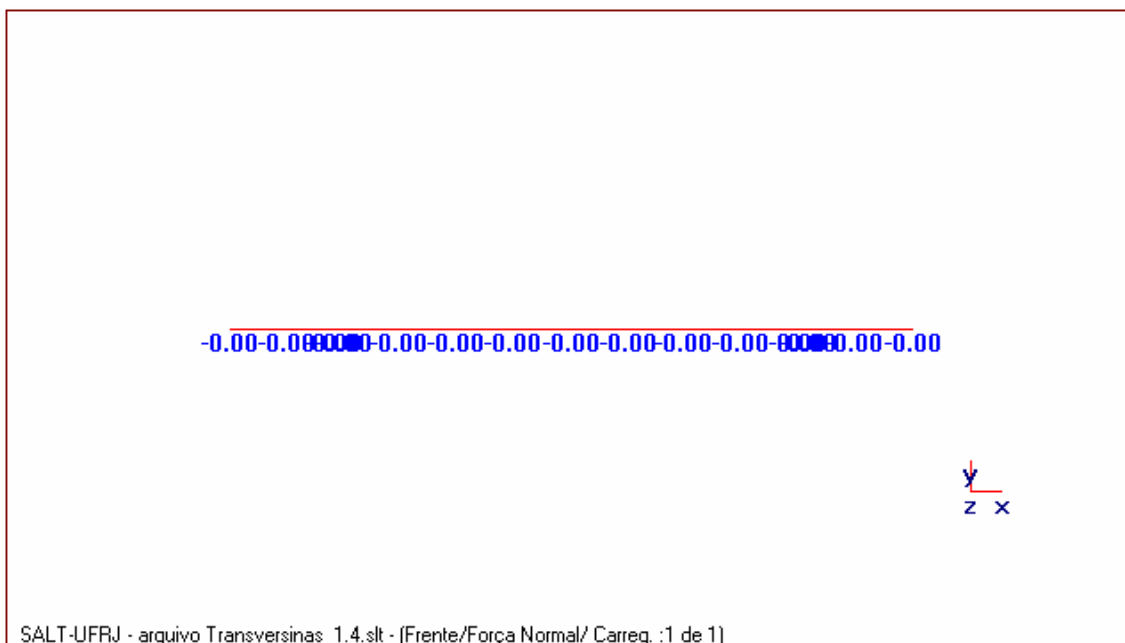 -0.00-0.00 -0.00-0.00-0.00-0.00-0.00-0.00-0.00 -0.00-0.00
y
z x
SALT-UFRJ - arquivo Transversinas_1.4.slt - (Frente/Força Normal/ Carreg. :1 de 1)